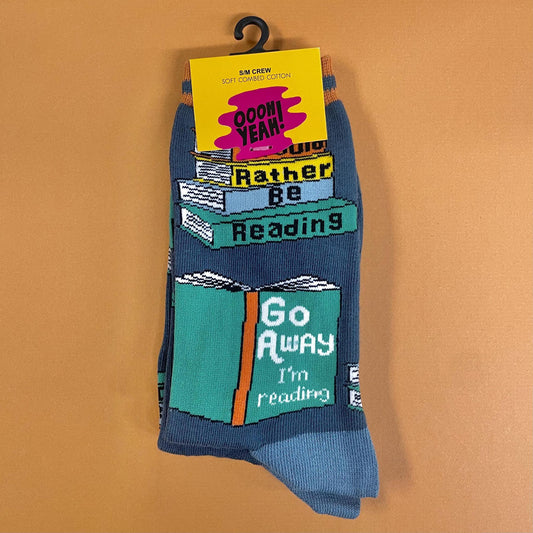 S/M CREW
SOFT COMBED COTTON
OOOH
YEAH!
Rather
Be
Reading
Go
Away
I'm
reading